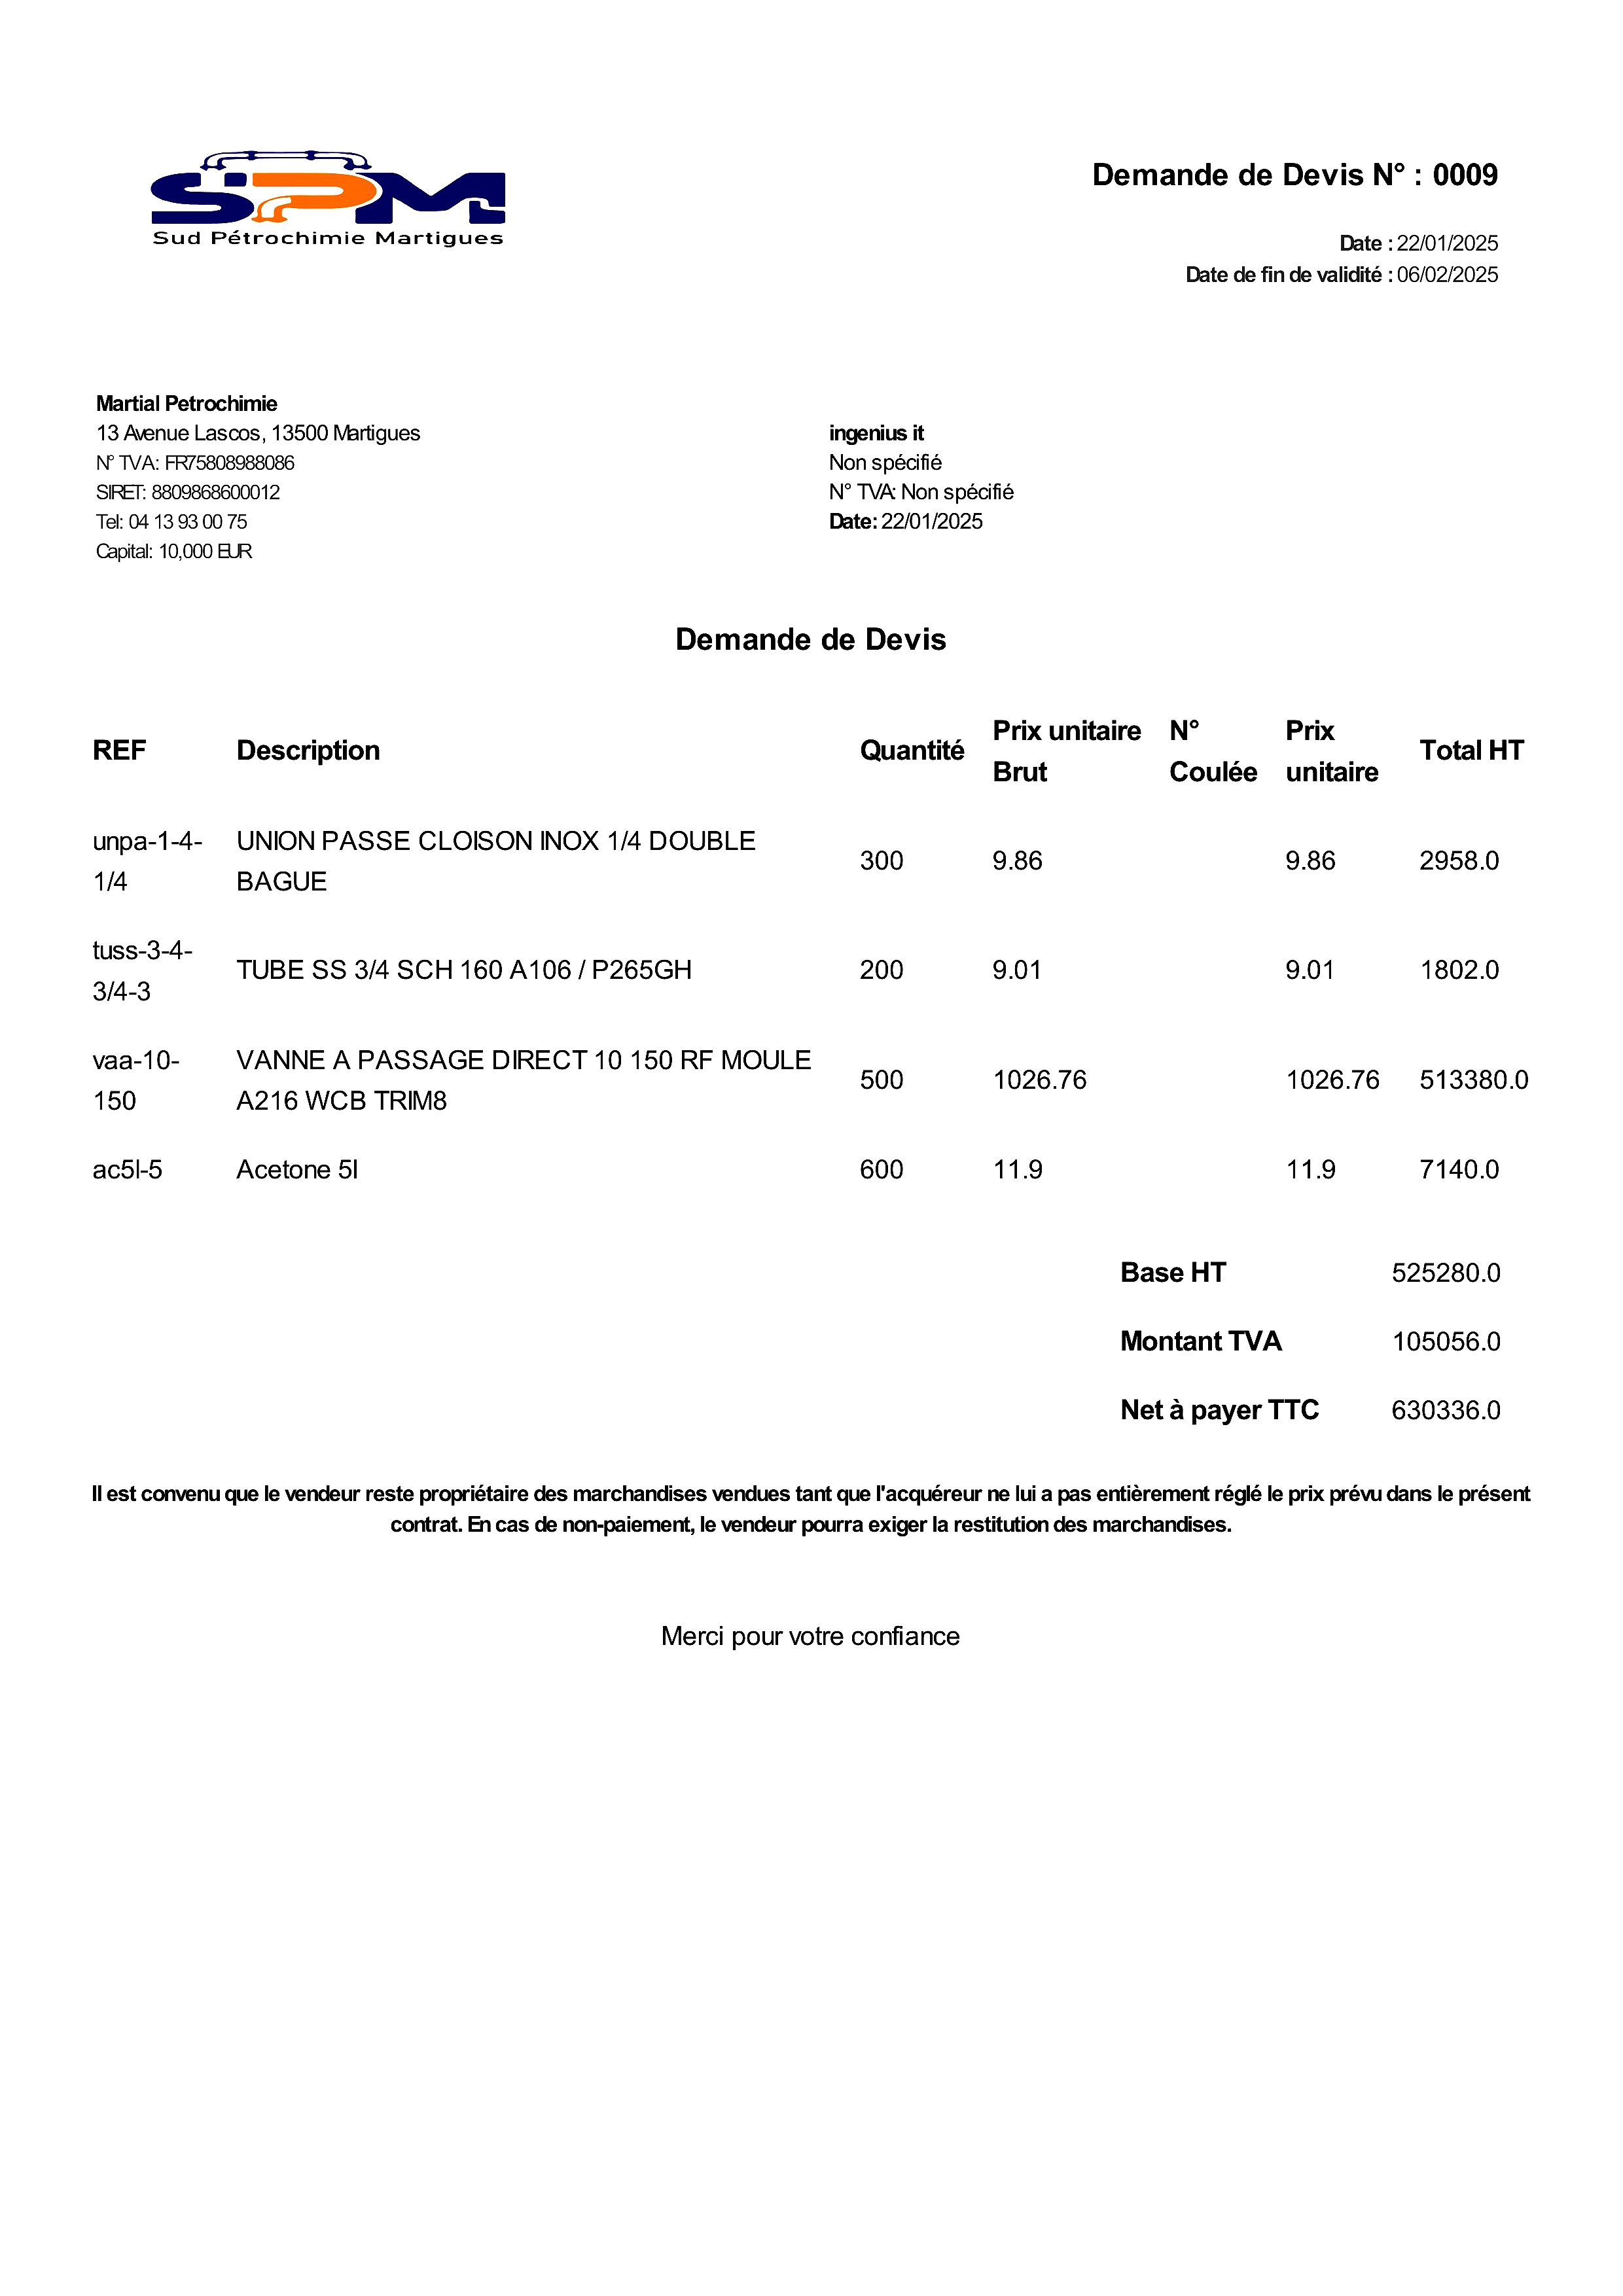 SPM
Sud Pétrochimie Martigues
Demande de Devis N° : 0009
Date : 22/01/2025
Date de fin de validité : 06/02/2025
Martial Petrochimie
13 Avenue Lascos, 13500 Martigues
N° TVA: FR75808988086
SIRET: 8809868600012
Tel: 04 13 93 00 75
Capital: 10,000 EUR
ingenius it
Non spécifié
N° TVA: Non spécifié
Date: 22/01/2025
Demande de Devis
REF Description Quantité Prix unitaire Brut N° Coulée Prix unitaire Total HT
unpa-1-4- UNION PASSE CLOISON INOX 1/4 DOUBLE
1/4 BAGUE 300 9.86 9.86 2958.0
tuss-3-4-
3/4-3 TUBE SS 3/4 SCH 160 A106 / P265GH 200 9.01 9.01 1802.0
vaa-10- VANNE A PASSAGE DIRECT 10 150 RF MOULE
150 A216 WCB TRIM8 500 1026.76 1026.76 513380.0
ac5l-5 Acetone 5l 600 11.9 11.9 7140.0
Base HT 525280.0
Montant TVA 105056.0
Net à payer TTC 630336.0
Il est convenu que le vendeur reste propriétaire des marchandises vendues tant que l'acquéreur ne lui a pas entièrement réglé le prix prévu dans le présent
contrat. En cas de non-paiement, le vendeur pourra exiger la restitution des marchandises.
Merci pour votre confiance